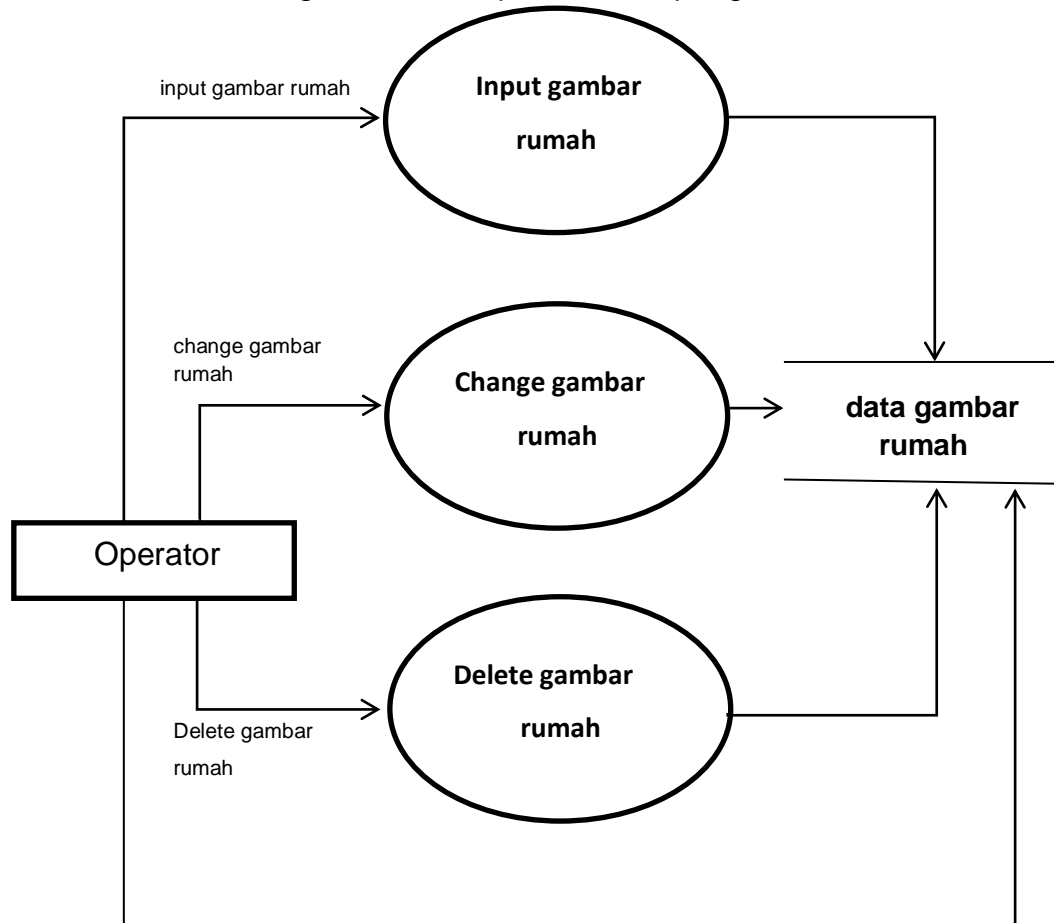 input gambar rumah
Input gambar
rumah
change gambar
rumah
Change gambar
rumah
data gambar
rumah
Operator
Delete gambar
rumah
Delete gambar
rumah